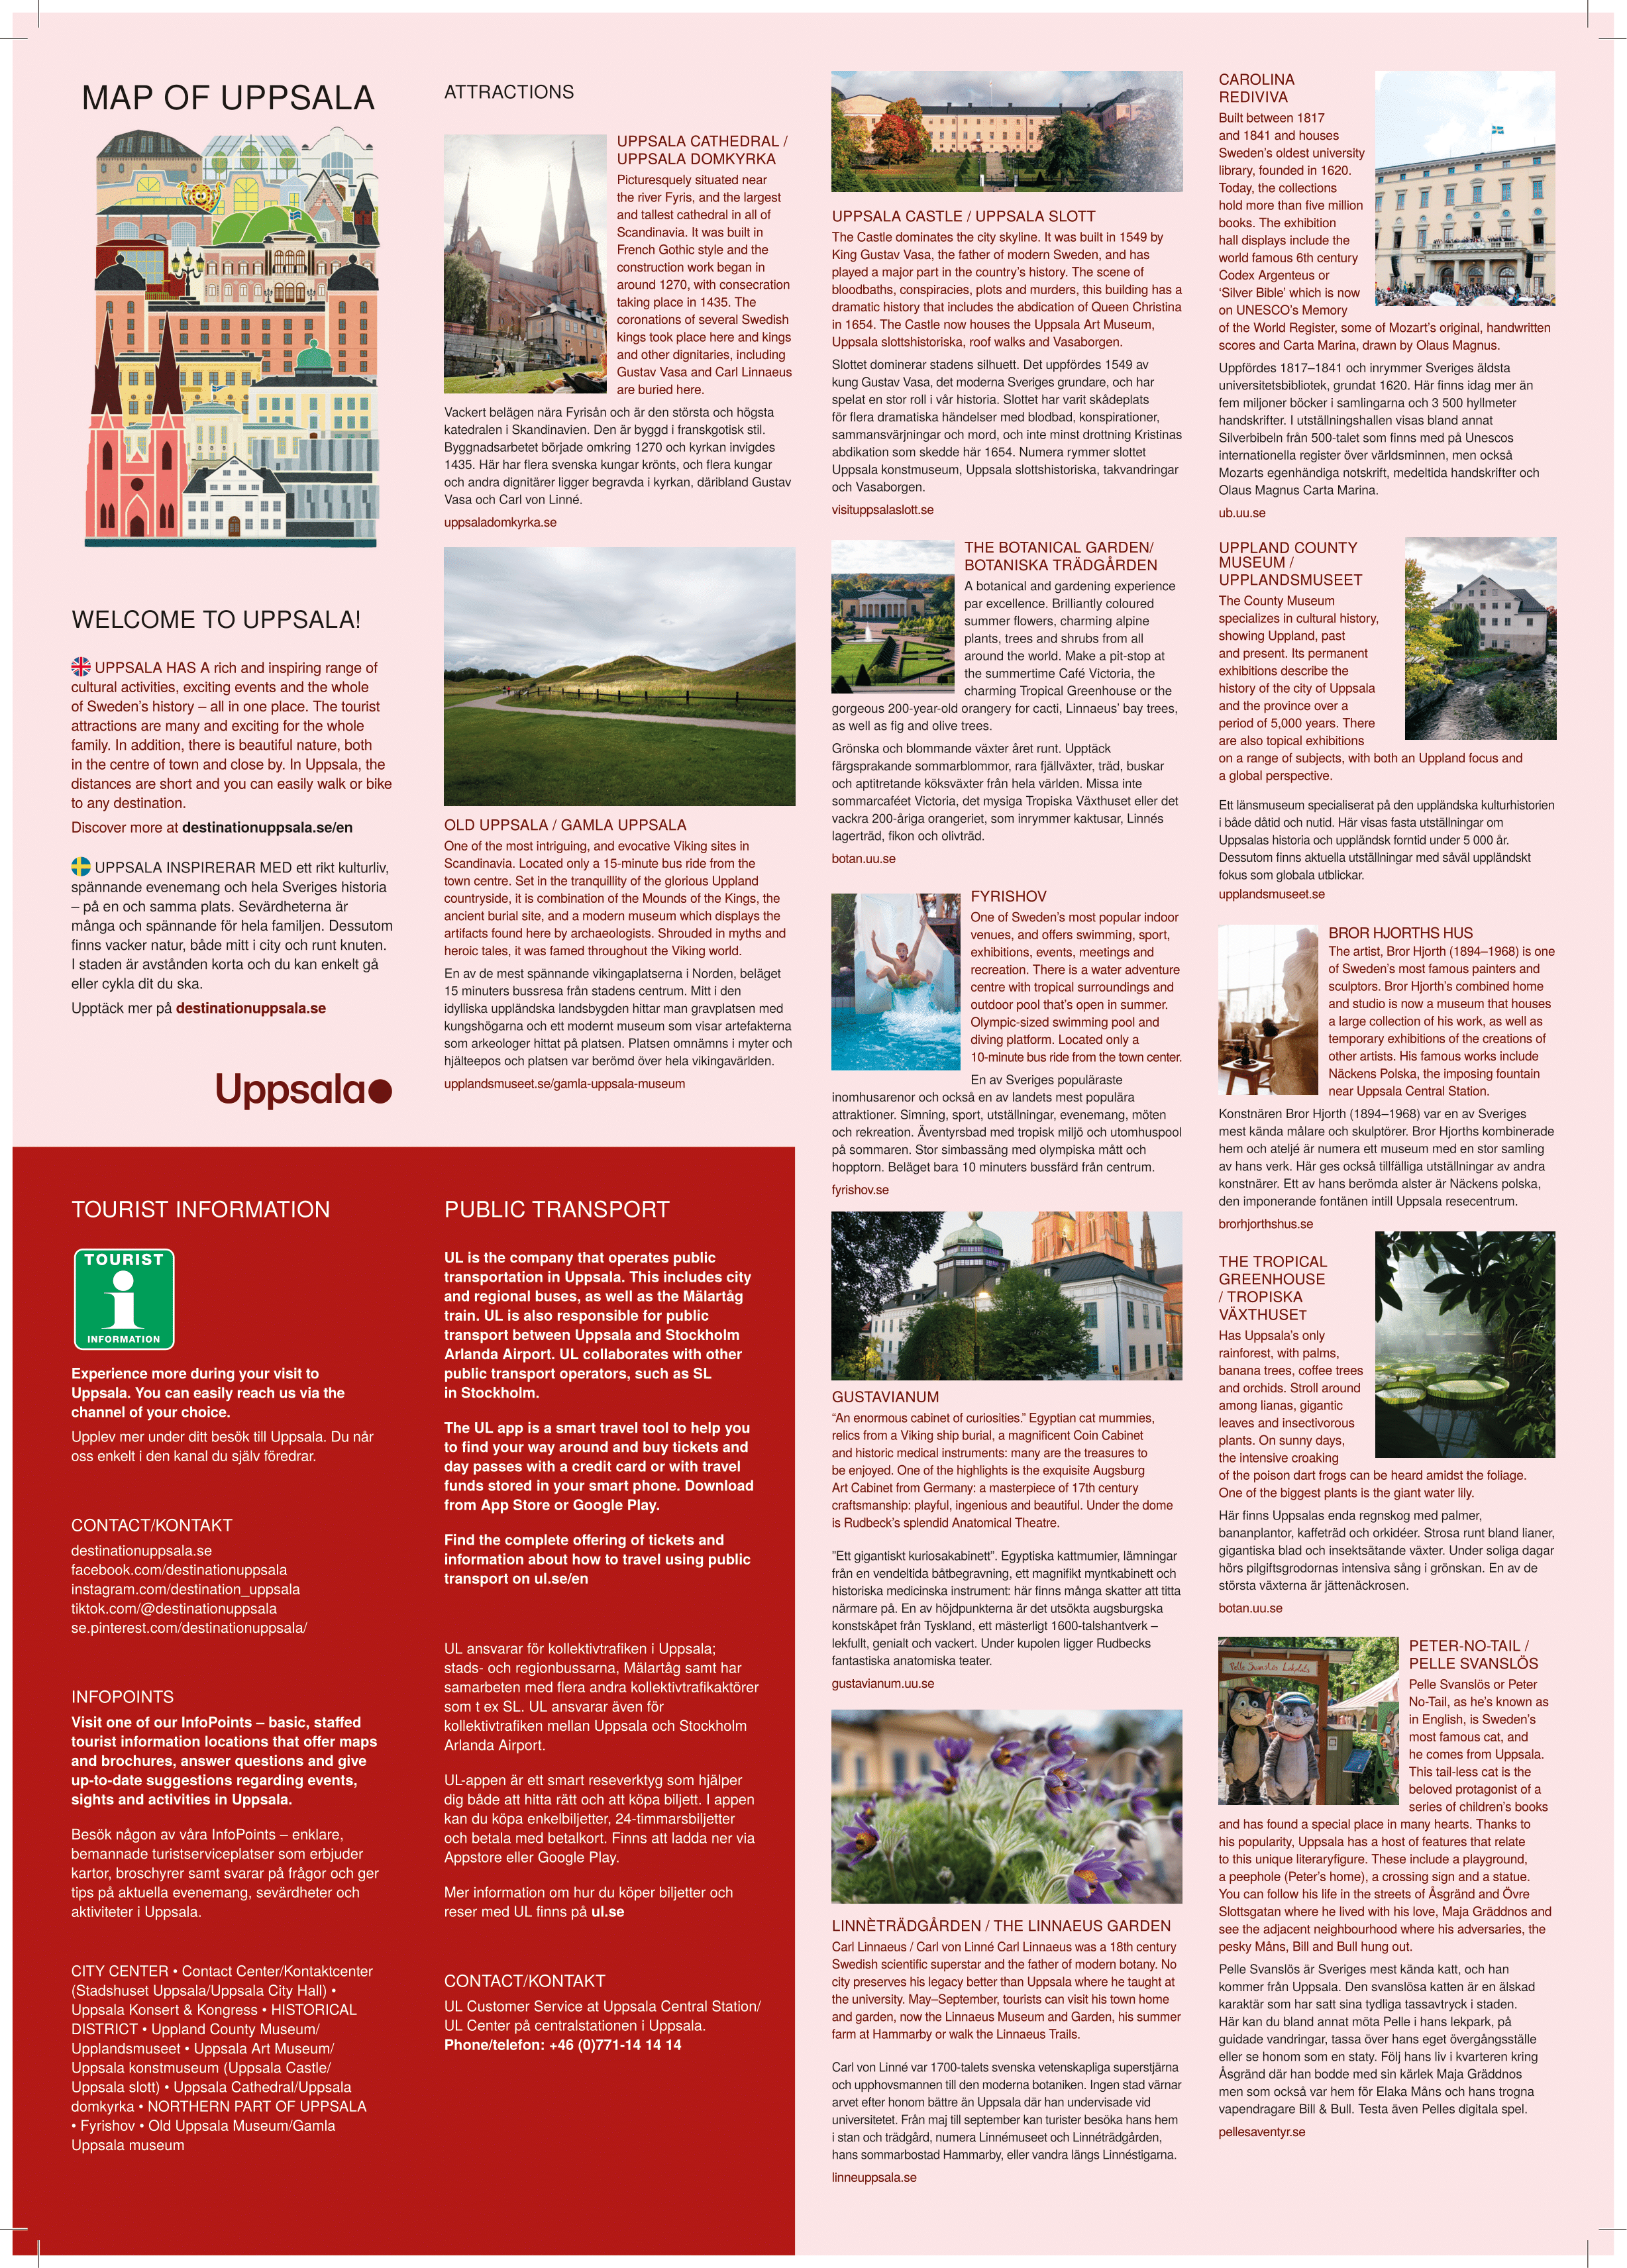 MAP OF UPPSALA
WELCOME TO UPPSALA!
UPPSALA HAS A rich and inspiring range of
cultural activities, exciting events and the whole
of Sweden's history – all in one place. The tourist
attractions are many and exciting for the whole
family. In addition, there is beautiful nature, both
in the centre of town and close by. In Uppsala, the
distances are short and you can easily walk or bike
to any destination.
Discover more at destinationuppsala.se/en
UPPSALA INSPIRERAR MED ett rikt kulturliv,
spännande evenemang och hela Sveriges historia
– på en och samma plats. Sevärdheterna är
många och spännande för hela familjen. Dessutom
finns vacker natur, både mitt i city och runt knuten.
I staden är avstånden korta och du kan enkelt gå
eller cykla dit du ska.
Upptäck mer på destinationuppsala.se
Uppsala
TOURIST INFORMATION
TOURIST
i
INFORMATION
Experience more during your visit to
Uppsala. You can easily reach us via the
channel of your choice.
Upplev mer under ditt besök till Uppsala. Du når
oss enkelt i den kanal du själv föredrar.
CONTACT/KONTAKT
destinationuppsala.se
facebook.com/destinationuppsala
instagram.com/destination_uppsala
tiktok.com/@destinationuppsala
se.pinterest.com/destinationuppsala/
INFOPOINTS
Visit one of our InfoPoints – basic, staffed
tourist information locations that offer maps
and brochures, answer questions and give
up-to-date suggestions regarding events,
sights and activities in Uppsala.
Besök någon av våra InfoPoints – enklare,
bemannade turistserviceplatser som erbjuder
kartor, broschyrer samt svarar på frågor och ger
tips på aktuella evenemang, sevärdheter och
aktiviteter i Uppsala.
CITY CENTER • Contact Center/Kontaktcenter
(Stadshuset Uppsala/Uppsala City Hall) •
Uppsala Konsert & Kongress • HISTORICAL
DISTRICT • Uppland County Museum/
Upplandsmuseet • Uppsala Art Museum/
Uppsala konstmuseum (Uppsala Castle/
Uppsala slott) • Uppsala Cathedral/Uppsala
domkyrka • NORTHERN PART OF UPPSALA
• Fyrishov • Old Uppsala Museum/Gamla
Uppsala museum
ATTRACTIONS
UPPSALA CATHEDRAL /
UPPSALA DOMKYRKA
Picturesquely situated near
the river Fyris, and the largest
and tallest cathedral in all of
Scandinavia. It was built in
French Gothic style and the
construction work began in
around 1270, with consecration
taking place in 1435. The
coronations of several Swedish
kings took place here and kings
and other dignitaries, including
Gustav Vasa and Carl Linnaeus
are buried here.
Vackert belägen nära Fyrisån och är den största och högsta
katedralen i Skandinavien. Den är byggd i franskgotisk stil.
Byggnadsarbetet började omkring 1270 och kyrkan invigdes
1435. Här har flera svenska kungar krönts, och flera kungar
och andra dignitärer ligger begravda i kyrkan, däribland Gustav
Vasa och Carl von Linné.
uppsaladomkyrka.se
OLD UPPSALA / GAMLA UPPSALA
One of the most intriguing, and evocative Viking sites in
Scandinavia. Located only a 15-minute bus ride from the
town centre. Set in the tranquillity of the glorious Uppland
countryside, it is combination of the Mounds of the Kings, the
ancient burial site, and a modern museum which displays the
artifacts found here by archaeologists. Shrouded in myths and
heroic tales, it was famed throughout the Viking world.
En av de mest spännande vikingaplatserna i Norden, beläget
15 minuters bussresa från stadens centrum. Mitt i den
idylliska uppländska landsbygden hittar man gravplatsen med
kungshögarna och ett modernt museum som visar artefakterna
som arkeologer hittat på platsen. Platsen omnämns i myter och
hjälteepos och platsen var berömd över hela vikingavärlden.
upplandsmuseet.se/gamla-uppsala-museum
PUBLIC TRANSPORT
UL is the company that operates public
transportation in Uppsala. This includes city
and regional buses, as well as the Mälartåg
train. UL is also responsible for public
transport between Uppsala and Stockholm
Arlanda Airport. UL collaborates with other
public transport operators, such as SL
in Stockholm.
The UL app is a smart travel tool to help you
to find your way around and buy tickets and
day passes with a credit card or with travel
funds stored in your smart phone. Download
from App Store or Google Play.
Find the complete offering of tickets and
information about how to travel using public
transport on ul.se/en
UL ansvarar för kollektivtrafiken i Uppsala;
stads- och regionbussarna, Mälartåg samt har
samarbeten med flera andra kollektivtrafikaktörer
som t ex SL. UL ansvarar även för
kollektivtrafiken mellan Uppsala och Stockholm
Arlanda Airport.
UL-appen är ett smart reseverktyg som hjälper
dig både att hitta rätt och att köpa biljett. I appen
kan du köpa enkelbiljetter, 24-timmarsbiljetter
och betala med betalkort. Finns att ladda ner via
Appstore eller Google Play.
Mer information om hur du köper biljetter och
reser med UL finns på ul.se
CONTACT/KONTAKT
UL Customer Service at Uppsala Central Station/
UL Center på centralstationen i Uppsala.
Phone/telefon: +46 (0)771-14 14 14
UPPSALA CASTLE / UPPSALA SLOTT
The Castle dominates the city skyline. It was built in 1549 by
King Gustav Vasa, the father of modern Sweden, and has
played a major part in the country's history. The scene of
bloodbaths, conspiracies, plots and murders, this building has a
dramatic history that includes the abdication of Queen Christina
in 1654. The Castle now houses the Uppsala Art Museum,
Uppsala slottshistoriska, roof walks and Vasaborgen.
Slottet dominerar stadens silhuett. Det uppfördes 1549 av
kung Gustav Vasa, det moderna Sveriges grundare, och har
spelat en stor roll i vår historia. Slottet har varit skådeplats
för flera dramatiska händelser med blodbad, konspirationer,
sammansvärjningar och mord, och inte minst drottning Kristinas
abdikation som skedde här 1654. Numera rymmer slottet
Uppsala konstmuseum, Uppsala slottshistoriska, takvandringar
och Vasaborgen.
visituppsalaslott.se
THE BOTANICAL GARDEN/
BOTANISKA TRÄDGÅRDEN
A botanical and gardening experience
par excellence. Brilliantly coloured
summer flowers, charming alpine
plants, trees and shrubs from all
around the world. Make a pit-stop at
the summertime Café Victoria, the
charming Tropical Greenhouse or the
gorgeous 200-year-old orangery for cacti, Linnaeus' bay trees,
as well as fig and olive trees.
Grönska och blommande växter året runt. Upptäck
färgsprakande sommarblommor, rara fjällväxter, träd, buskar
och aptitretande köksväxter från hela världen. Missa inte
sommarcaféet Victoria, det mysiga Tropiska Växthuset eller det
vackra 200-åriga orangeriet, som inrymmer kaktusar, Linnés
lagerträd, fikon och olivträd.
botan.uu.se
FYRISHOV
One of Sweden's most popular indoor
venues, and offers swimming, sport,
exhibitions, events, meetings and
recreation. There is a water adventure
centre with tropical surroundings and
outdoor pool that's open in summer.
Olympic-sized swimming pool and
diving platform. Located only a
10-minute bus ride from the town center.
En av Sveriges populäraste
inomhusarenor och också en av landets mest populära
attraktioner. Simning, sport, utställningar, evenemang, möten
och rekreation. Äventyrsbad med tropisk miljö och utomhuspool
på sommaren. Stor simbassäng med olympiska mått och
hopptorn. Beläget bara 10 minuters bussfärd från centrum.
fyrishov.se
GUSTAVIANUM
“An enormous cabinet of curiosities.” Egyptian cat mummies,
relics from a Viking ship burial, a magnificent Coin Cabinet
and historic medical instruments: many are the treasures to
be enjoyed. One of the highlights is the exquisite Augsburg
Art Cabinet from Germany: a masterpiece of 17th century
craftsmanship: playful, ingenious and beautiful. Under the dome
is Rudbeck's splendid Anatomical Theatre.
”Ett gigantiskt kuriosakabinett”. Egyptiska kattmumier, lämningar
från en vendeltida båtbegravning, ett magnifikt myntkabinett och
historiska medicinska instrument: här finns många skatter att titta
närmare på. En av höjdpunkterna är det utsökta augsburgska
konstskåpet från Tyskland, ett mästerligt 1600-talshantverk –
lekfullt, genialt och vackert. Under kupolen ligger Rudbecks
fantastiska anatomiska teater.
gustavianum.uu.se
LINNÈTRÄDGÅRDEN / THE LINNAEUS GARDEN
Carl Linnaeus / Carl von Linné Carl Linnaeus was a 18th century
Swedish scientific superstar and the father of modern botany. No
city preserves his legacy better than Uppsala where he taught at
the university. May–September, tourists can visit his town home
and garden, now the Linnaeus Museum and Garden, his summer
farm at Hammarby or walk the Linnaeus Trails.
Carl von Linné var 1700-talets svenska vetenskapliga superstjärna
och upphovsmannen till den moderna botaniken. Ingen stad värnar
arvet efter honom bättre än Uppsala där han undervisade vid
universitetet. Från maj till september kan turister besöka hans hem
i stan och trädgård, numera Linnémuseet och Linnéträdgården,
hans sommarbostad Hammarby, eller vandra längs Linnéstigarna.
linneuppsala.se
CAROLINA
REDIVIVA
Built between 1817
and 1841 and houses
Sweden's oldest university
library, founded in 1620.
Today, the collections
hold more than five million
books. The exhibition
hall displays include the
world famous 6th century
Codex Argenteus or
‘Silver Bible’ which is now
on UNESCO's Memory
of the World Register, some of Mozart's original, handwritten
scores and Carta Marina, drawn by Olaus Magnus.
Uppfördes 1817–1841 och inrymmer Sveriges äldsta
universitetsbibliotek, grundat 1620. Här finns idag mer än
fem miljoner böcker i samlingarna och 3 500 hyllmeter
handskrifter. I utställningshallen visas bland annat
Silverbibeln från 500-talet som finns med på Unescos
internationella register över världsminnen, men också
Mozarts egenhändiga notskrift, medeltida handskrifter och
Olaus Magnus Carta Marina.
ub.uu.se
UPPLAND COUNTY
MUSEUM /
UPPLANDSMUSEET
The County Museum
specializes in cultural history,
showing Uppland, past
and present. Its permanent
exhibitions describe the
history of the city of Uppsala
and the province over a
period of 5,000 years. There
are also topical exhibitions
on a range of subjects, with both an Uppland focus and
a global perspective.
Ett länsmuseum specialiserat på den uppländska kulturhistorien
i både dåtid och nutid. Här visas fasta utställningar om
Uppsalas historia och uppländsk forntid under 5 000 år.
Dessutom finns aktuella utställningar med såväl uppländskt
fokus som globala utblickar.
upplandsmuseet.se
BROR HJORTHS HUS
The artist, Bror Hjorth (1894–1968) is one
of Sweden's most famous painters and
sculptors. Bror Hjorth's combined home
and studio is now a museum that houses
a large collection of his work, as well as
temporary exhibitions of the creations of
other artists. His famous works include
Näckens Polska, the imposing fountain
near Uppsala Central Station.
Konstnären Bror Hjorth (1894–1968) var en av Sveriges
mest kända målare och skulptörer. Bror Hjorths kombinerade
hem och ateljé är numera ett museum med en stor samling
av hans verk. Här ges också tillfälliga utställningar av andra
konstnärer. Ett av hans berömda alster är Näckens polska,
den imponerande fontänen intill Uppsala resecentrum.
brorhjorthshus.se
THE TROPICAL
GREENHOUSE
/ TROPISKA
VÄXTHUSET
Has Uppsala's only
rainforest, with palms,
banana trees, coffee trees
and orchids. Stroll around
among lianas, gigantic
leaves and insectivorous
plants. On sunny days,
the intensive croaking
of the poison dart frogs can be heard amidst the foliage.
One of the biggest plants is the giant water lily.
Här finns Uppsalas enda regnskog med palmer,
bananplantor, kaffeträd och orkidéer. Strosa runt bland lianer,
gigantiska blad och insektsätande växter. Under soliga dagar
hörs pilgiftsgrodornas intensiva sång i grönskan. En av de
största växterna är jättenäckrosen.
botan.uu.se
Pelle Svanslös Lekplats
PETER-NO-TAIL /
PELLE SVANSLÖS
Pelle Svanslös or Peter
No-Tail, as he's known as
in English, is Sweden's
most famous cat, and
he comes from Uppsala.
This tail-less cat is the
beloved protagonist of a
series of children's books
and has found a special place in many hearts. Thanks to
his popularity, Uppsala has a host of features that relate
to this unique literaryfigure. These include a playground,
a peephole (Peter's home), a crossing sign and a statue.
You can follow his life in the streets of Åsgränd and Övre
Slottsgatan where he lived with his love, Maja Gräddnos and
see the adjacent neighbourhood where his adversaries, the
pesky Måns, Bill and Bull hung out.
Pelle Svanslös är Sveriges mest kända katt, och han
kommer från Uppsala. Den svanslösa katten är en älskad
karaktär som har satt sina tydliga tassavtryck i staden.
Här kan du bland annat möta Pelle i hans lekpark, på
guidade vandringar, tassa över hans eget övergångsställe
eller se honom som en staty. Följ hans liv i kvarteren kring
Åsgränd där han bodde med sin kärlek Maja Gräddnos
men som också var hem för Elaka Måns och hans trogna
vapendragare Bill & Bull. Testa även Pelles digitala spel.
pellesaventyr.se